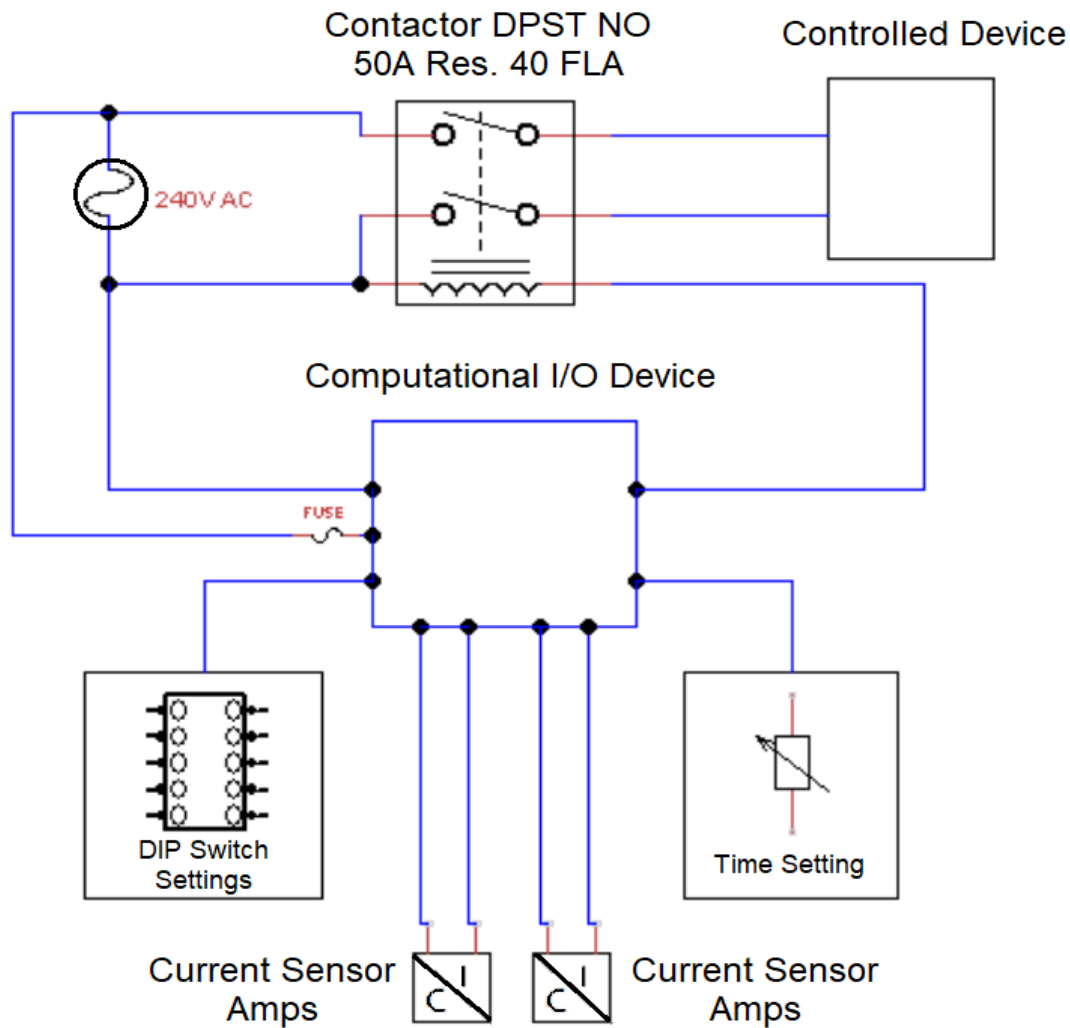 Contactor DPST NO
50A Res. 40 FLA
Controlled Device
240V AC
Computational I/O Device
FUSE
DIP Switch
Settings
Time Setting
Current Sensor
Amps
I
C
I
C
Current Sensor
Amps